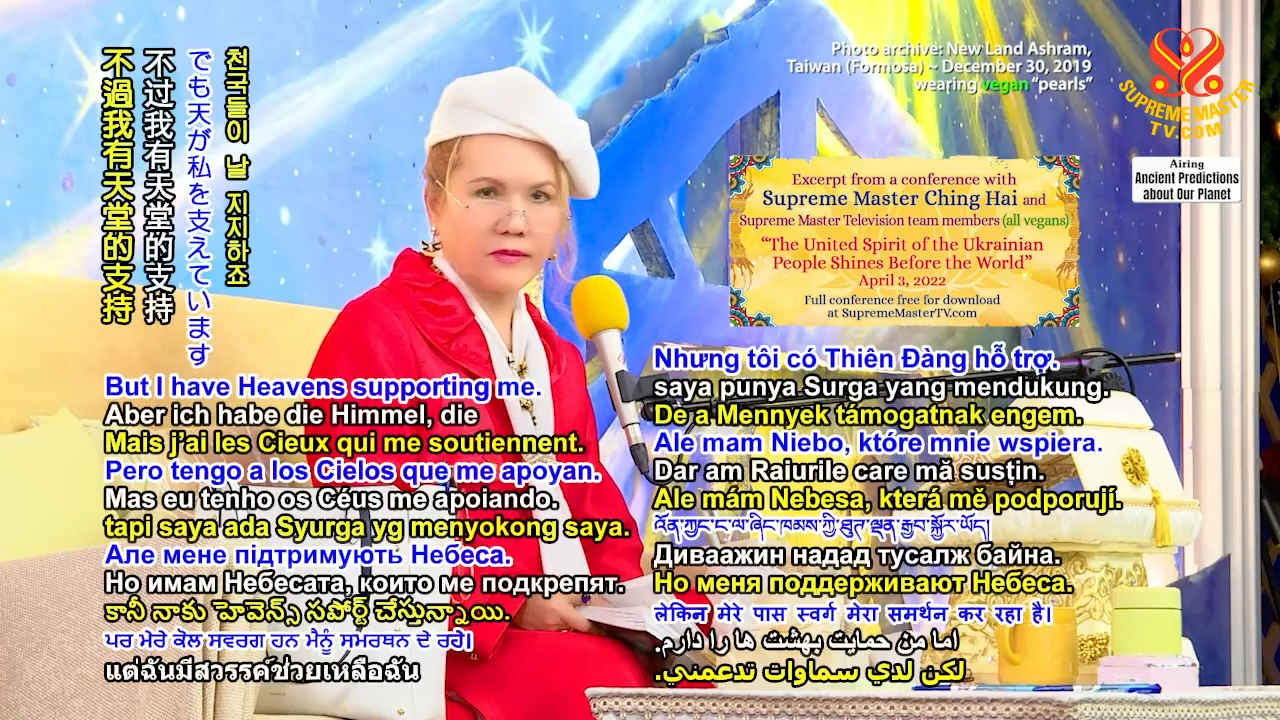 Photo archive: New Land Ashram,
Taiwan (Formosa) ~ December 30, 2019
wearing vegan “pearls”
SUPREME MASTER
TV.COM
Airing
Ancient Predictions
about Our Planet
Excerpt from a conference with
Supreme Master Ching Hai and
Supreme Master Television team members (all vegans)
“The United Spirit of the Ukrainian
People Shines Before the World”
April 3, 2022
Full conference free for download
at SupremeMasterTV.com
천국들이 날 지지하죠
でも天が私を支えています
不过我有天堂的支持
不過我有天堂的支持
But I have Heavens supporting me.
Aber ich habe die Himmel, die
Mais j’ai les Cieux qui me soutiennent.
Pero tengo a los Cielos que me apoyan.
Mas eu tenho os Céus me apoiando.
tapi saya ada Syurga yg menyokong saya.
Але мене підтримують Небеса.
Но имам Небесата, които ме подкрепят.
కానీ నాకు హెవెన్స్ సపోర్ట్ చేస్తున్నాయి.
ਪਰ ਮੇਰੇ ਕੋਲ ਸਵਰਗ ਹਨ ਮੈਨੂੰ ਸਮਰਥਨ ਦੇ ਰਹੇ।
แต่ฉันมีสวรรค์ช่วยเหลือฉัน
Nhưng tôi có Thiên Đàng hỗ trợ.
saya punya Surga yang mendukung.
De a Mennyek támogatnak engem.
Ale mam Niebo, które mnie wspiera.
Dar am Raiurile care mă susțin.
Ale mám Nebesa, která mě podporují.
འོན་ཀྱང་ང་ལ་ཞིང་ཁམས་ཀྱི་ཐུཊ་ལྡན་རྒྱབ་སྐྱོར་ཡོད།
Диваажин надад тусалж байна.
Но меня поддерживают Небеса.
लेकिन मेरे पास स्वर्ग मेरा समर्थन कर रहा है।
اما من حمایت بهشت ها را دارم.
لكن لدي سماوات تدعمني.